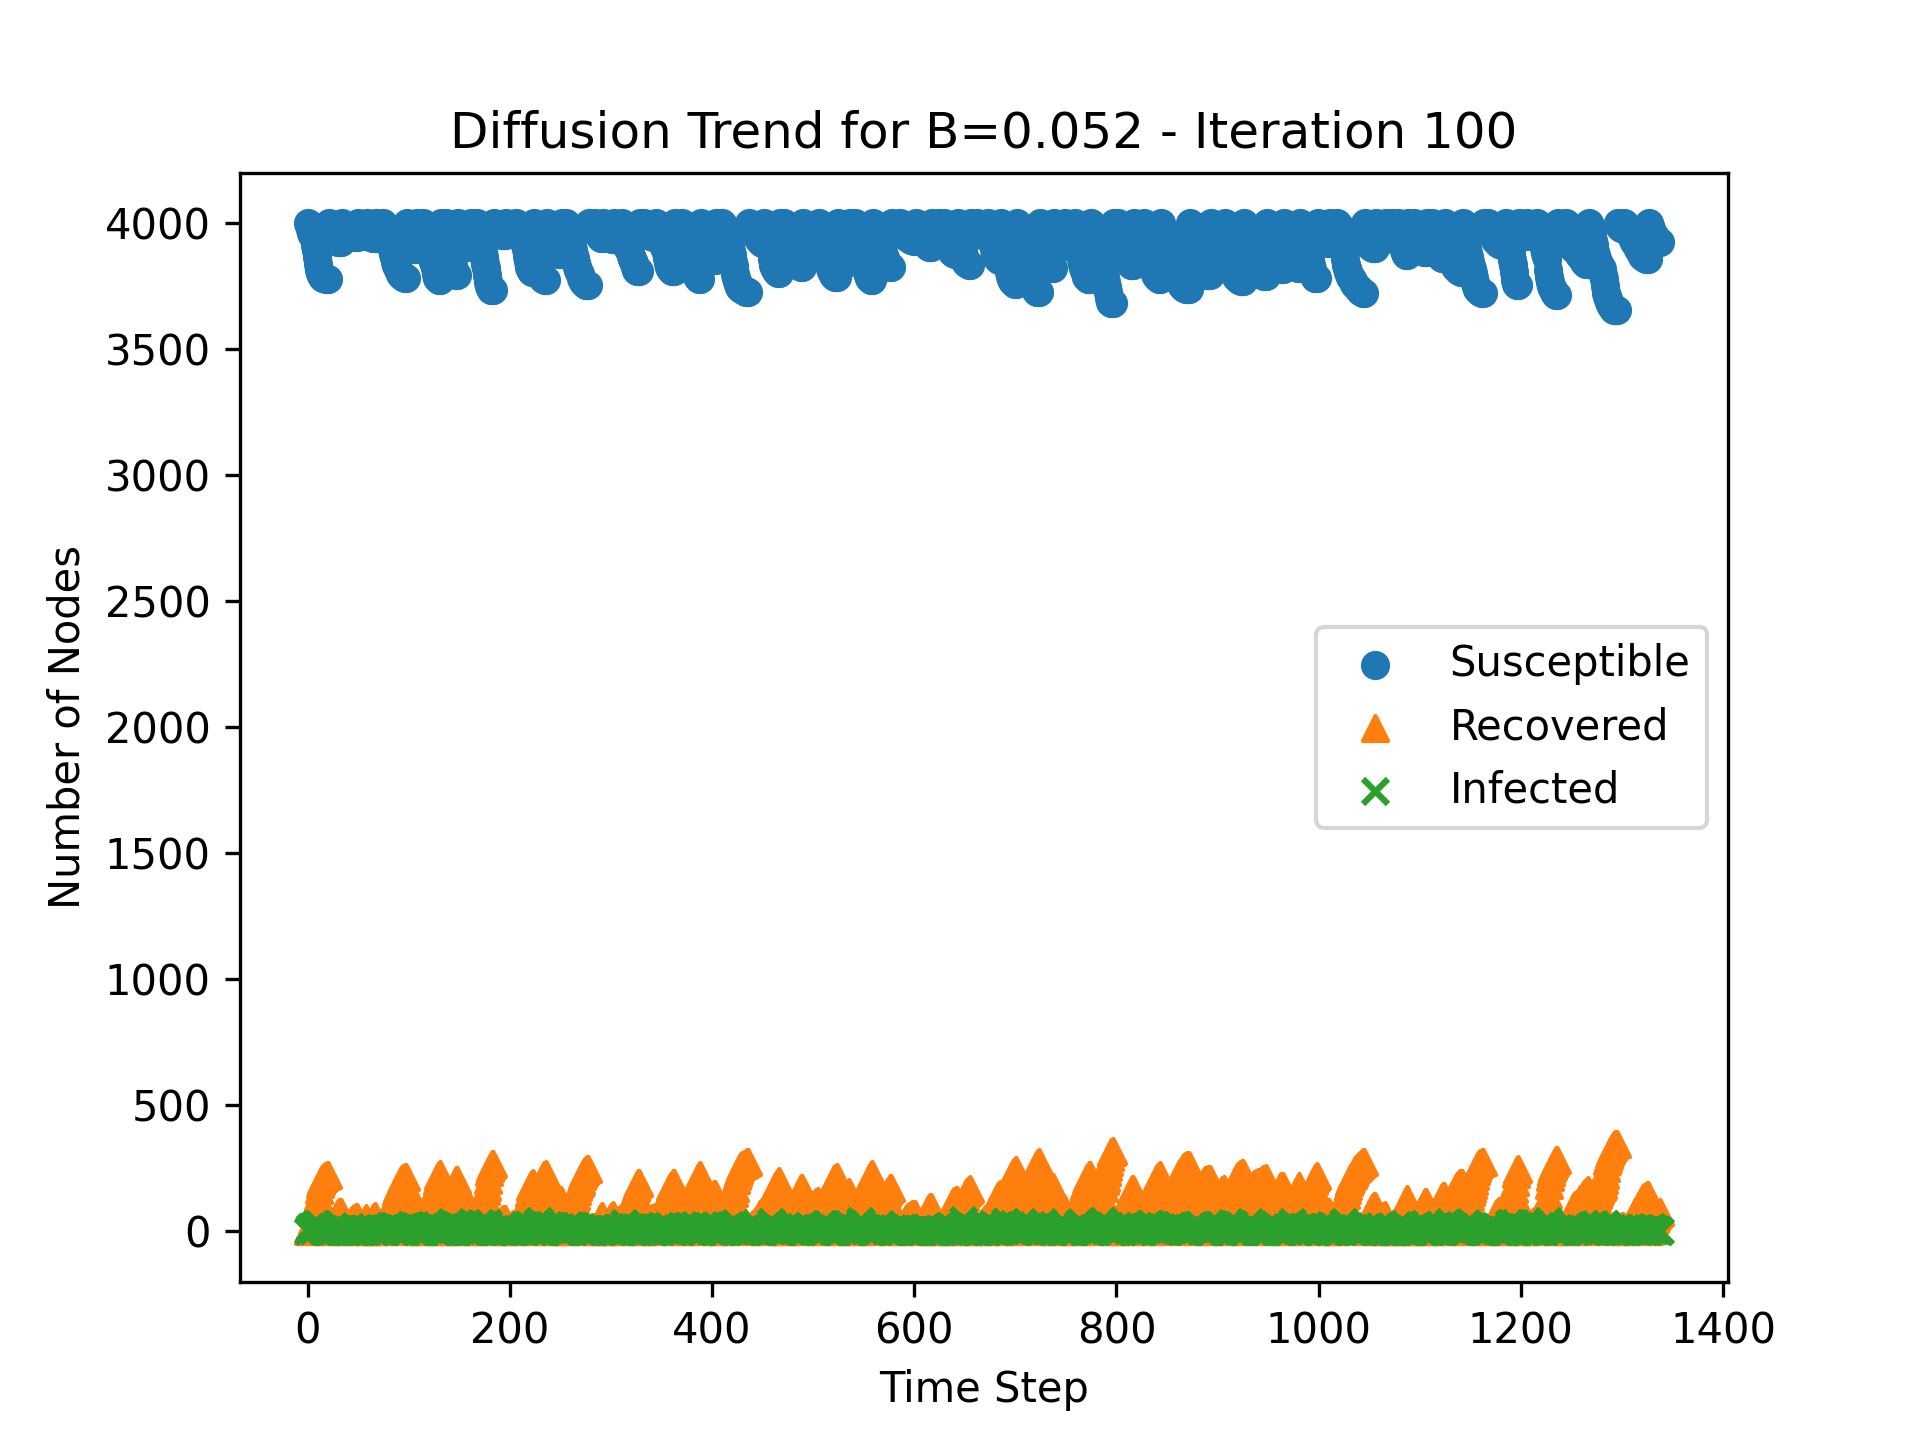 Diffusion Trend for B=0.052 - Iteration 100
4000
3500
3000
2500
2000
1500
1000
500
0
Number of Nodes
Susceptible
Recovered
Infected
0 200 400 600 800 1000 1200 1400
Time Step